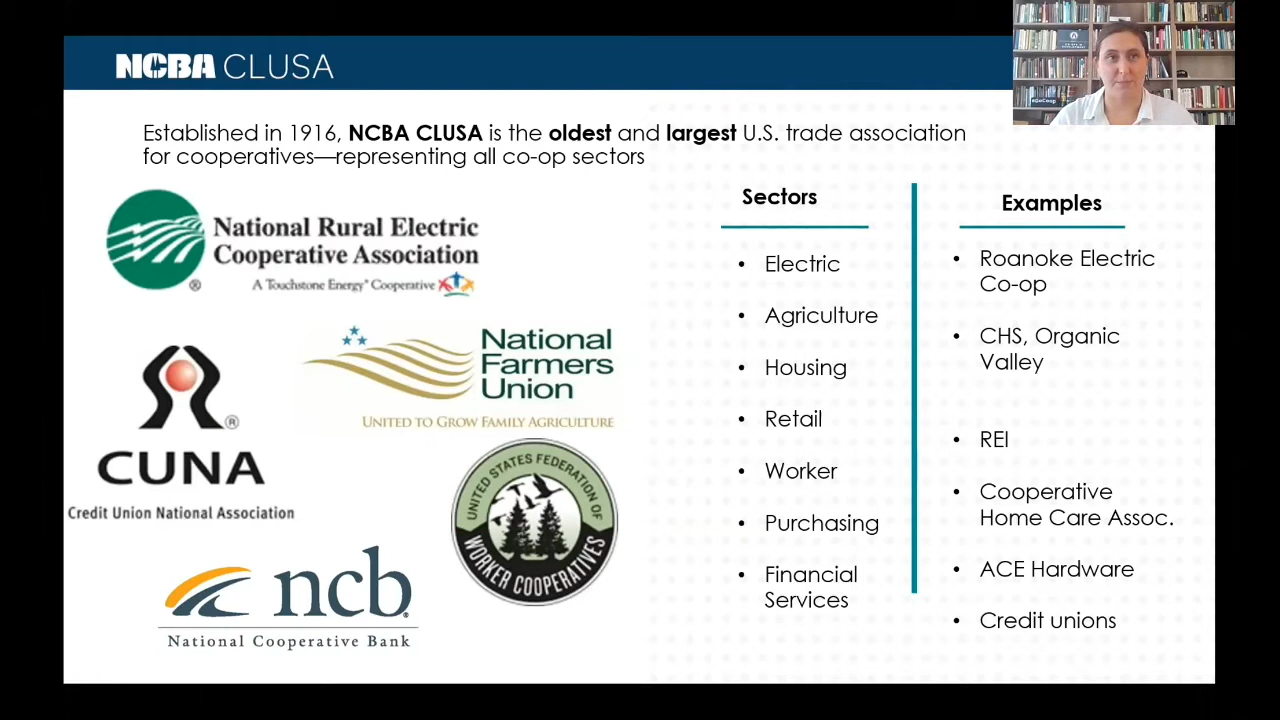 NCBA CLUSA
Established in 1916, NCBA CLUSA is the oldest and largest U.S. trade association
for cooperatives—representing all co-op sectors
National Rural Electric
Cooperative Association
®
A Touchstone Energy® Cooperative
National
Farmers
Union
UNITED TO GROW FAMILY AGRICULTURE
®
CUNA
Credit Union National Association
UNITED STATES FEDERATION OF
WORKER COOPERATIVES
ncb®
National Cooperative Bank
Sectors
• Electric
• Agriculture
• Housing
• Retail
• Worker
• Purchasing
• Financial
Services
Examples
• Roanoke Electric
Co-op
• CHS, Organic
Valley
• REI
• Cooperative
Home Care Assoc.
• ACE Hardware
• Credit unions